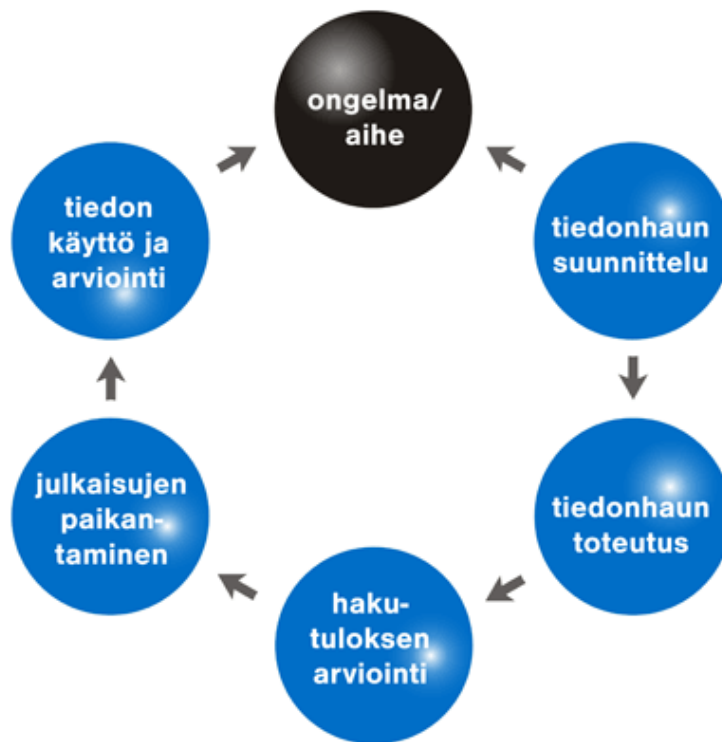 ongelma/
aihe
tiedonhaun
suunnittelu
tiedonhaun
toteutus
haku-
tuloksen
arviointi
julkaisujen
paikan-
taminen
tiedon
käyttö ja
arviointi